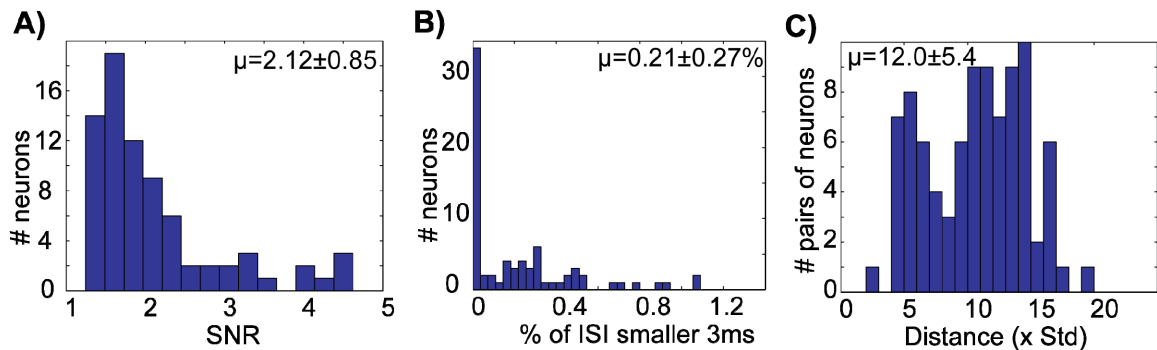 A)
μ=2.12±0.85
# neurons
16
12
8
4
0
1 2 3 4 5
SNR
B)
μ=0.21±0.27%
# neurons
30
20
10
0
0 0.4 0.8 1.2
% of ISI smaller 3ms
C)
μ=12.0±5.4
# pairs of neurons
8
6
4
2
0
0 5 10 15 20
Distance (x Std)